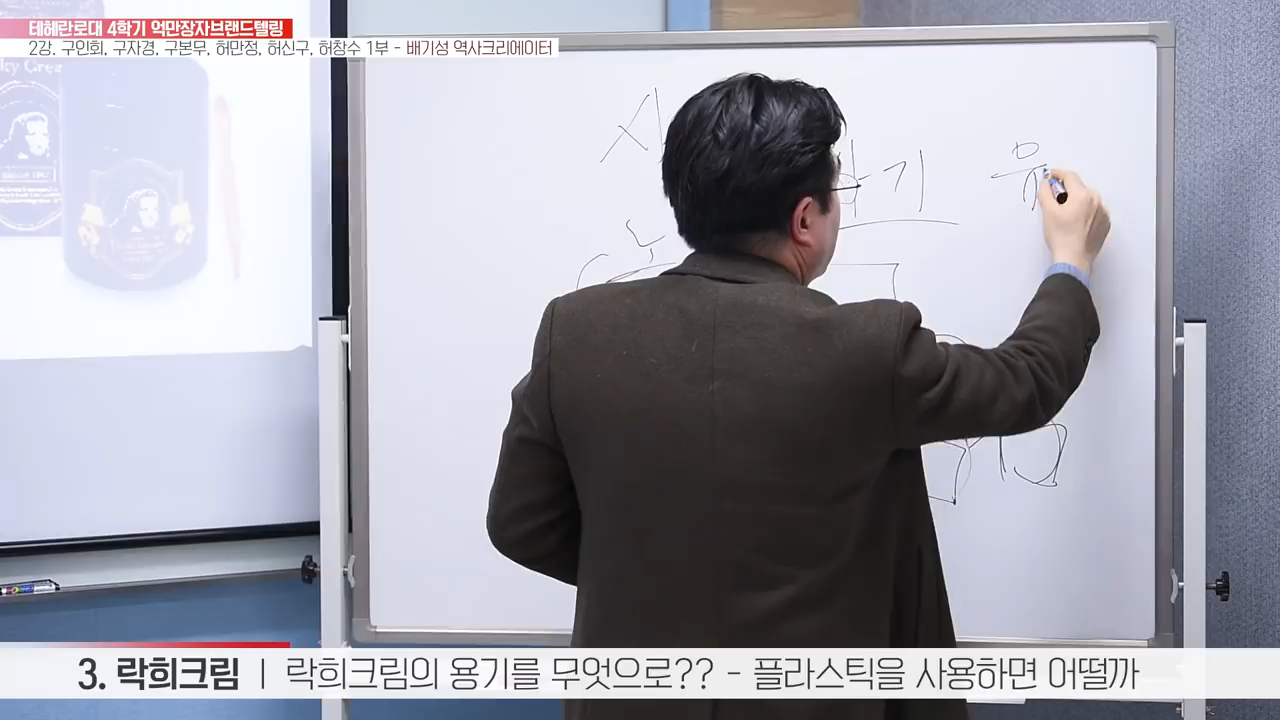 테헤란로대 4학기 억만장자브랜드텔링
2강. 구인회, 구자경, 구본무, 허만정, 허신구, 허창수 1부 - 배기성 역사크리에이터
기
3. 락희크림 | 락희크림의 용기를 무엇으로?? - 플라스틱을 사용하면 어떨까